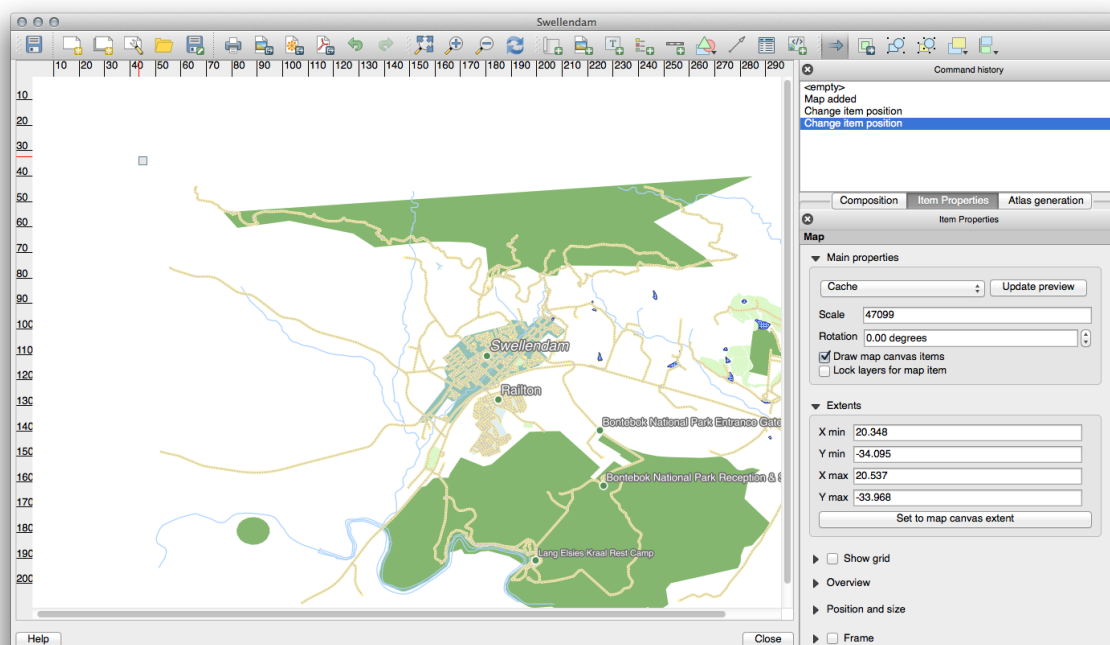 Swellendam
10 20 30 40 50 60 70 80 90 100 110 120 130 140 150 160 170 180 190 200 210 220 230 240 250 260 270 280 290
Command history
<empty>
Map added
Change item position
Change item position
10
20
30
40
50
60
70
80
90
100
110
120
130
140
150
160
170
180
190
200
Swellendam
Railton
Bontebok National Park Entrance Gate
Bontebok National Park Reception & S
Lang Elsies Kraal Rest Camp
Composition Item Properties Atlas generation
Item Properties
Map
Main properties
Cache Update preview
Scale 47099
Rotation 0.00 degrees
Draw map canvas items
Lock layers for map item
Extents
X min 20.348
Y min -34.095
X max 20.537
Y max -33.968
Set to map canvas extent
Show grid
Overview
Position and size
Frame
Help Close